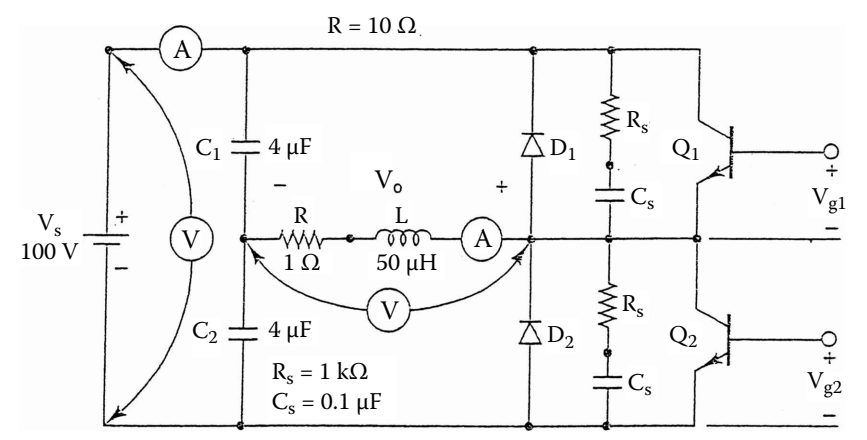 R = 10 Ω
A
C1
4 μF
D1
Rs
Cs
Q1
+
Vg1
−
− Vo +
Vs
100 V
+
−
V
R
1 Ω
L
50 μH
A
V
C2
4 μF
D2
Rs
Cs
Q2
+
Vg2
−
Rs = 1 kΩ
Cs = 0.1 μF